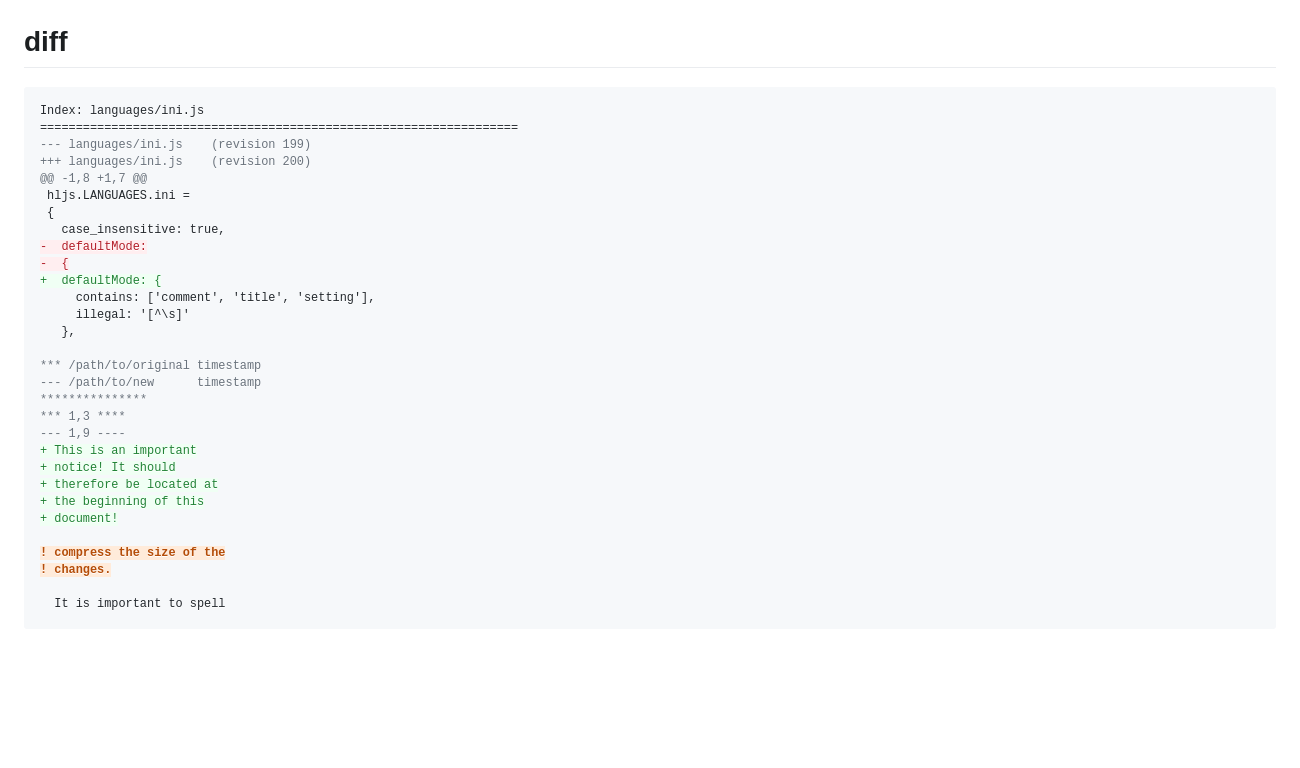 diff
Index: languages/ini.js
===================================================================
--- languages/ini.js    (revision 199)
+++ languages/ini.js    (revision 200)
@@ -1,8 +1,7 @@
 hljs.LANGUAGES.ini =
 {
   case_insensitive: true,
-  defaultMode:
-  {
+  defaultMode: {
     contains: ['comment', 'title', 'setting'],
     illegal: '[^\s]'
   },

*** /path/to/original timestamp
--- /path/to/new      timestamp
***************
*** 1,3 ****
--- 1,9 ----
+ This is an important
+ notice! It should
+ therefore be located at
+ the beginning of this
+ document!

! compress the size of the
! changes.

  It is important to spell